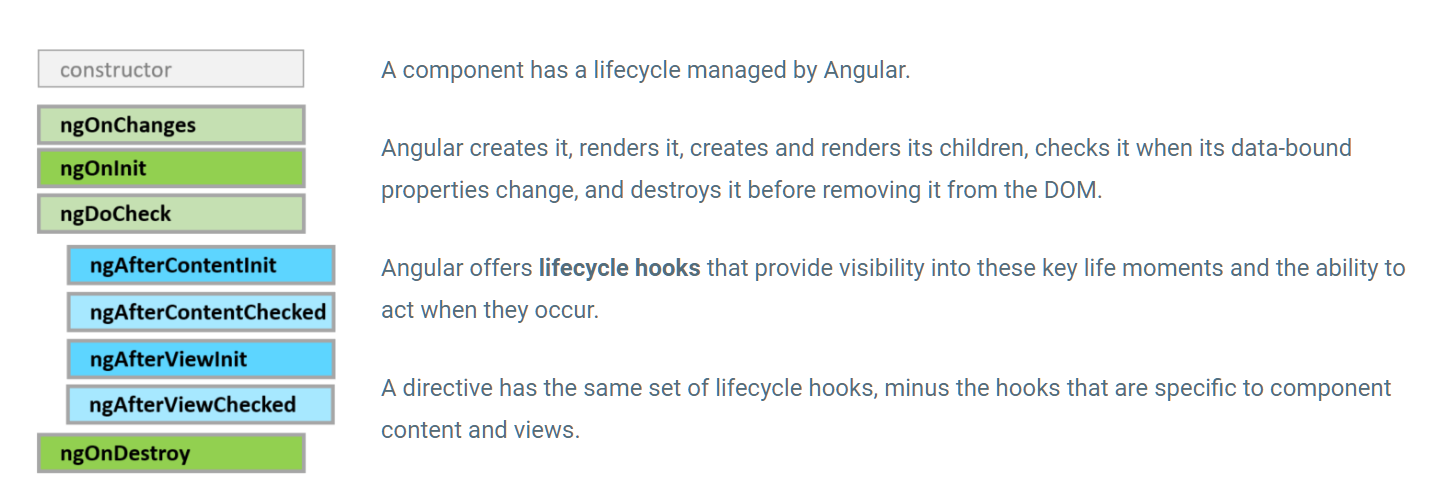 constructor
ngOnChanges
ngOnInit
ngDoCheck
ngAfterContentInit
ngAfterContentChecked
ngAfterViewInit
ngAfterViewChecked
ngOnDestroy
A component has a lifecycle managed by Angular.
Angular creates it, renders it, creates and renders its children, checks it when its data-bound
properties change, and destroys it before removing it from the DOM.
Angular offers lifecycle hooks that provide visibility into these key life moments and the ability to
act when they occur.
A directive has the same set of lifecycle hooks, minus the hooks that are specific to component
content and views.